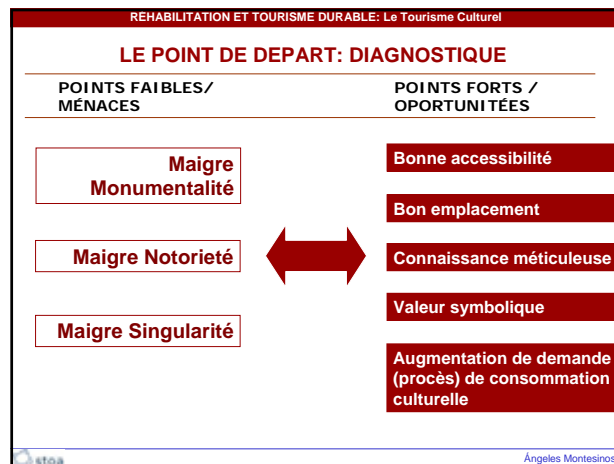 REHABILITATION ET TOURISME DURABLE: Le Tourisme Culturel
LE POINT DE DEPART: DIAGNOSTIQUE
POINTS FAIBLES/
MÉNACES
POINTS FORTS /
OPORTUNITÉES
Maigre
Monumentalité
Maigre Notorieté
Maigre Singularité
Bonne accessibilité
Bon emplacement
Connaissance méticuleuse
Valeur symbolique
Augmentation de demande
(procès) de consommation
culturelle
stoa
Ángeles Montesinos